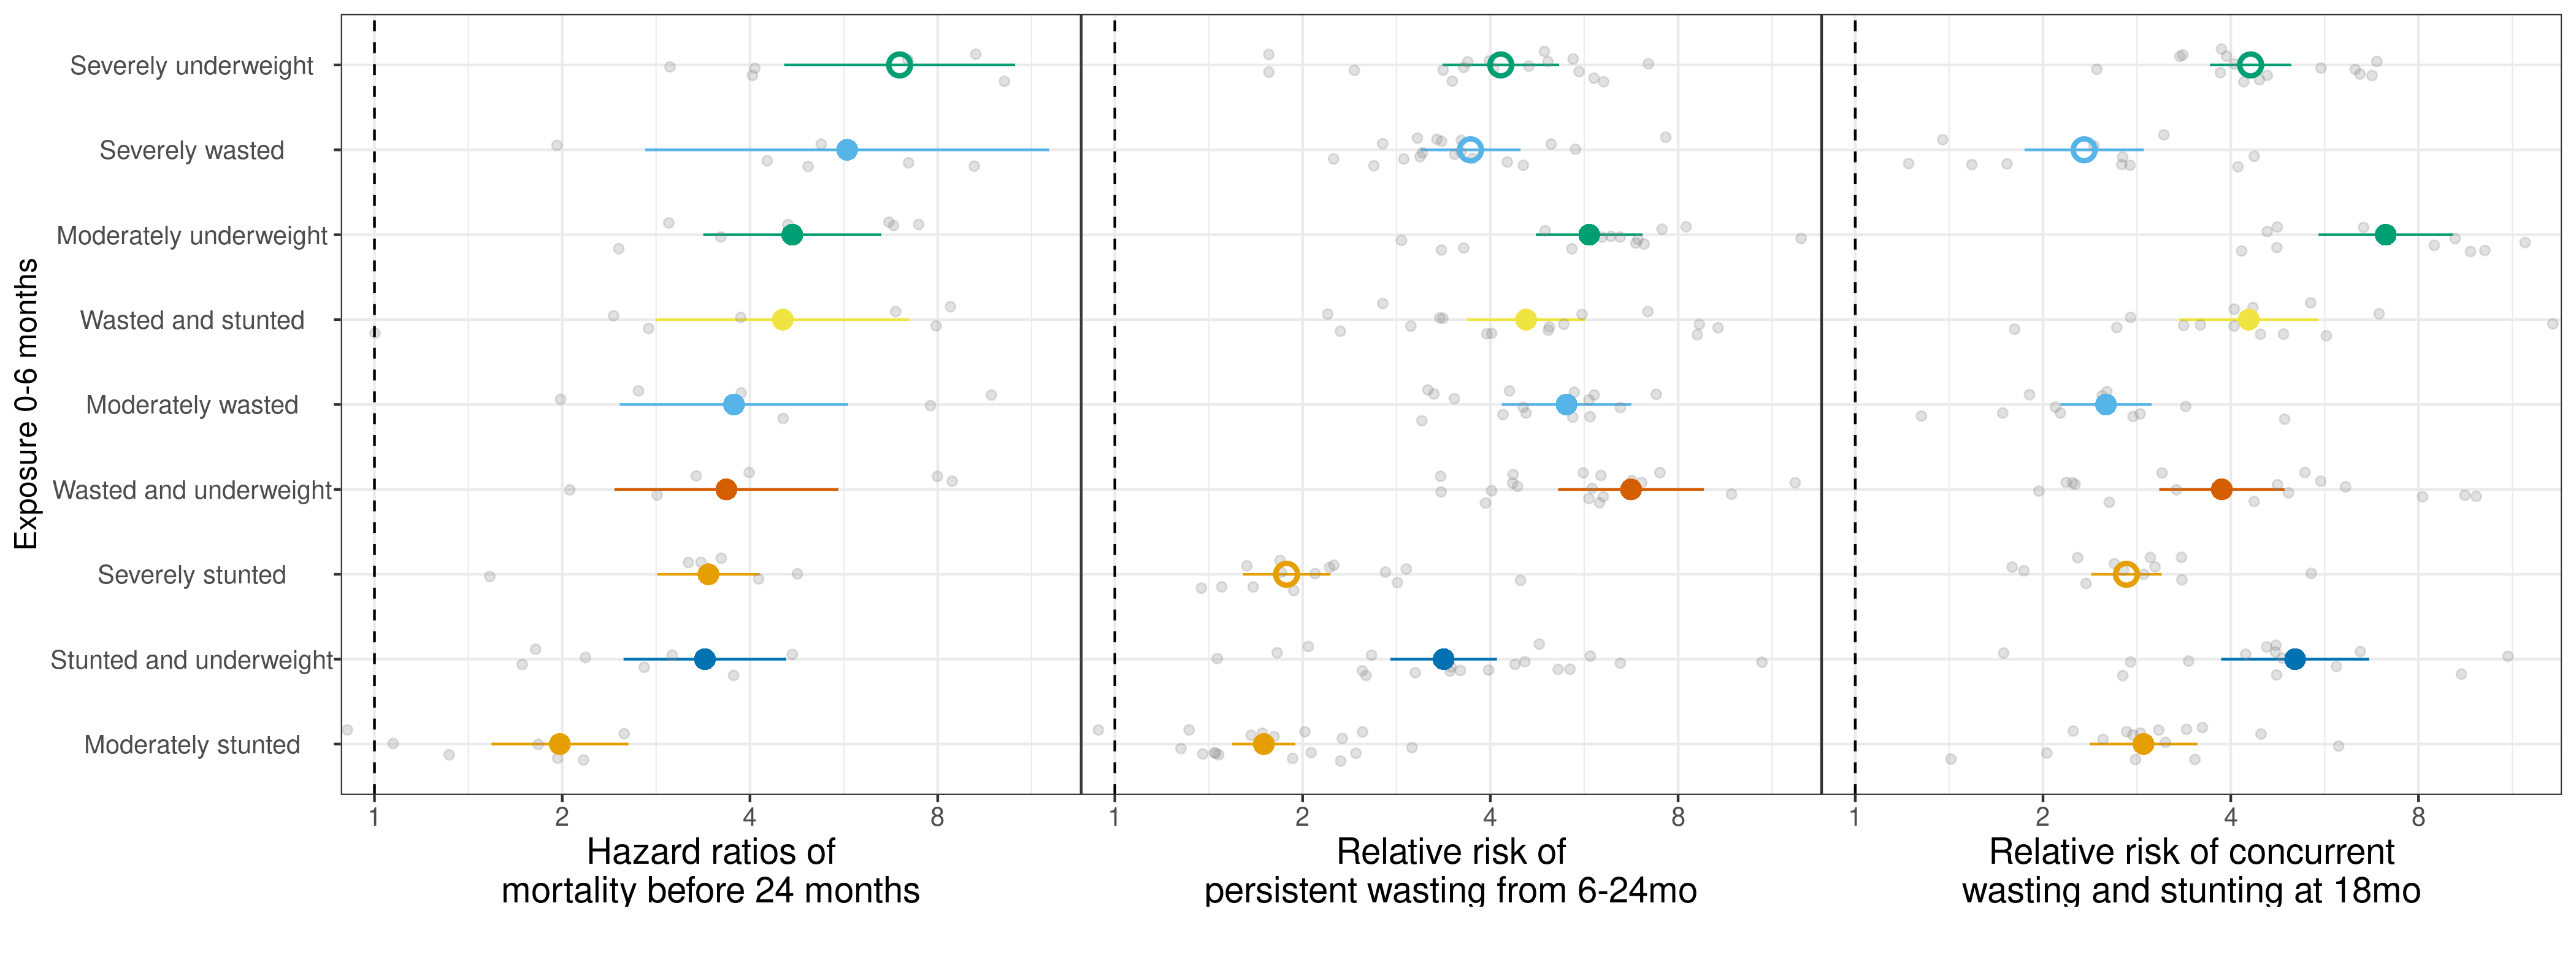 Exposure 0-6 months
Severely underweight
Severely wasted
Moderately underweight
Wasted and stunted
Moderately wasted
Wasted and underweight
Severely stunted
Stunted and underweight
Moderately stunted
1 2 4 8 1 2 4 8 1 2 4 8
Hazard ratios of
mortality before 24 months
Relative risk of
persistent wasting from 6-24mo
Relative risk of concurrent
wasting and stunting at 18mo